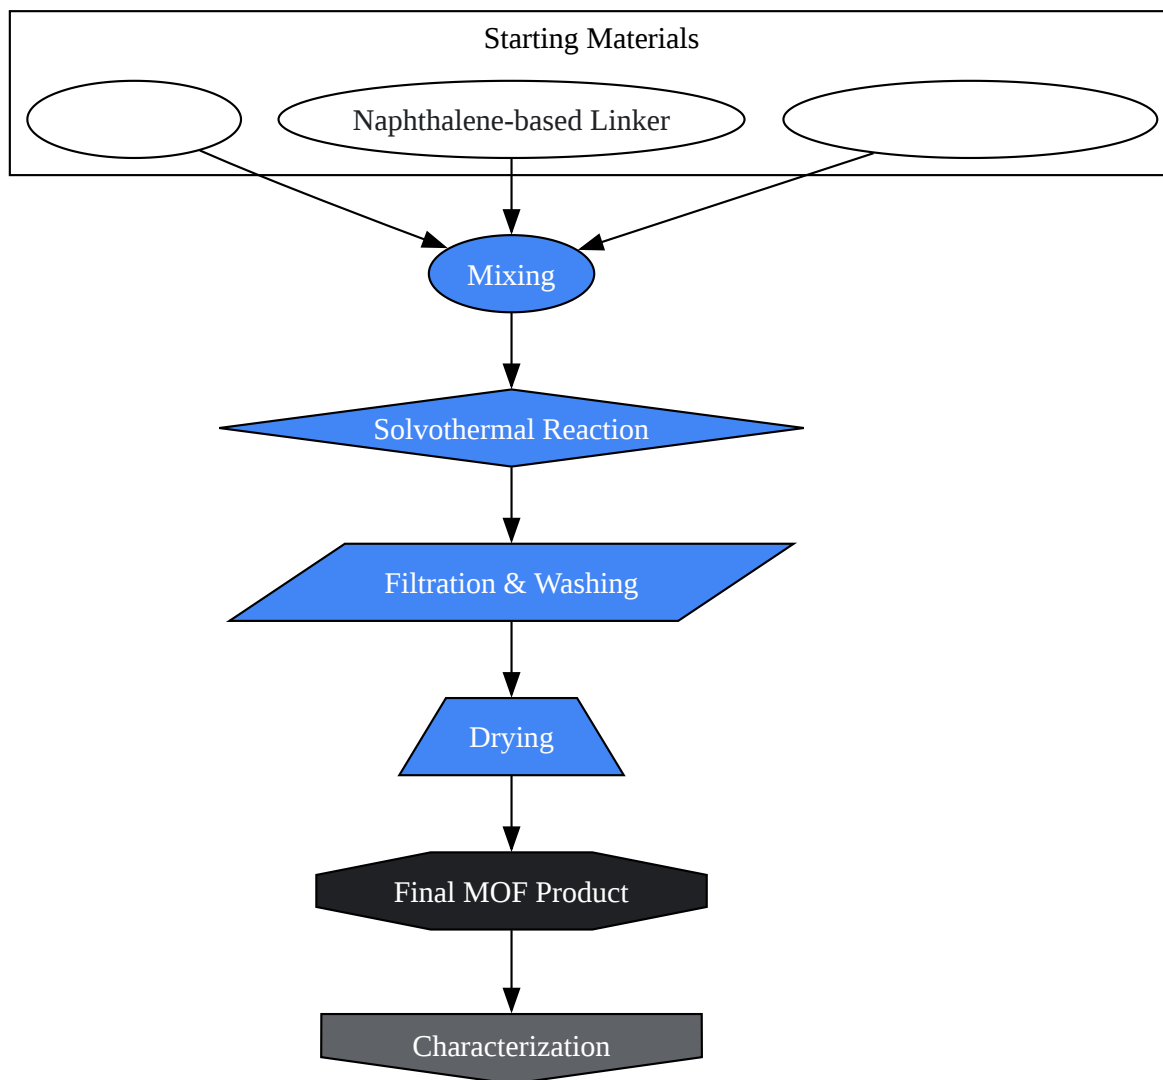 Starting Materials
Naphthalene-based Linker
Mixing
Solvothermal Reaction
Filtration & Washing
Drying
Final MOF Product
Characterization